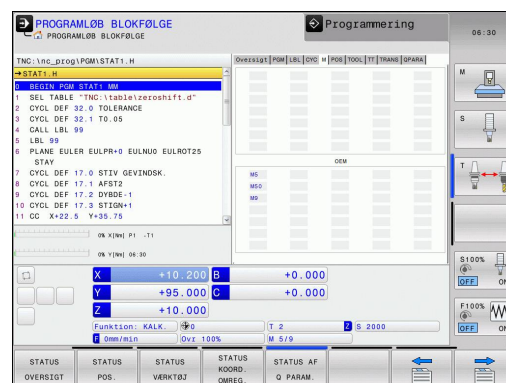 PROGRAMLØB BLOKFØLGE
PROGRAMLØB BLOKFØLGE
Programmering
06:30
TNC:\nc_prog\PGM\STAT1.H
→STAT1.H
0 BEGIN PGM STAT1 MM
1 SEL TABLE "TNC:\table\zeroshift.d"
2 CYCL DEF 32.0 TOLERANCE
3 CYCL DEF 32.1 T0.05
4 CALL LBL 99
5 LBL 99
6 PLANE EULER EULPR+0 EULNU0 EULROT25
STAY
7 CYCL DEF 17.0 STIV GEVINDSK.
8 CYCL DEF 17.1 AFST2
9 CYCL DEF 17.2 DYBDE-1
10 CYCL DEF 17.3 STIGN+1
11 CC X+22.5 Y+35.75
Oversigt PGM LBL CYC M POS TOOL TT TRANS QPARA
OEM
M5
M50
M9
0% X[Nm] P1 -T1
0% Y[Nm] 06:30
X +10.200 B +0.000
Y +95.000 C +0.000
Z +10.000
Funktion: KALK. 0 T 2 Z S 2000
F 0mm/min Ovr 100% M 5/9
M
S
T
S100%
OFF ON
F100%
OFF ON
STATUS OVERSIGT
STATUS POS.
STATUS VÆRKTØJ
STATUS KOORD. OMREG.
STATUS AF Q PARAM.